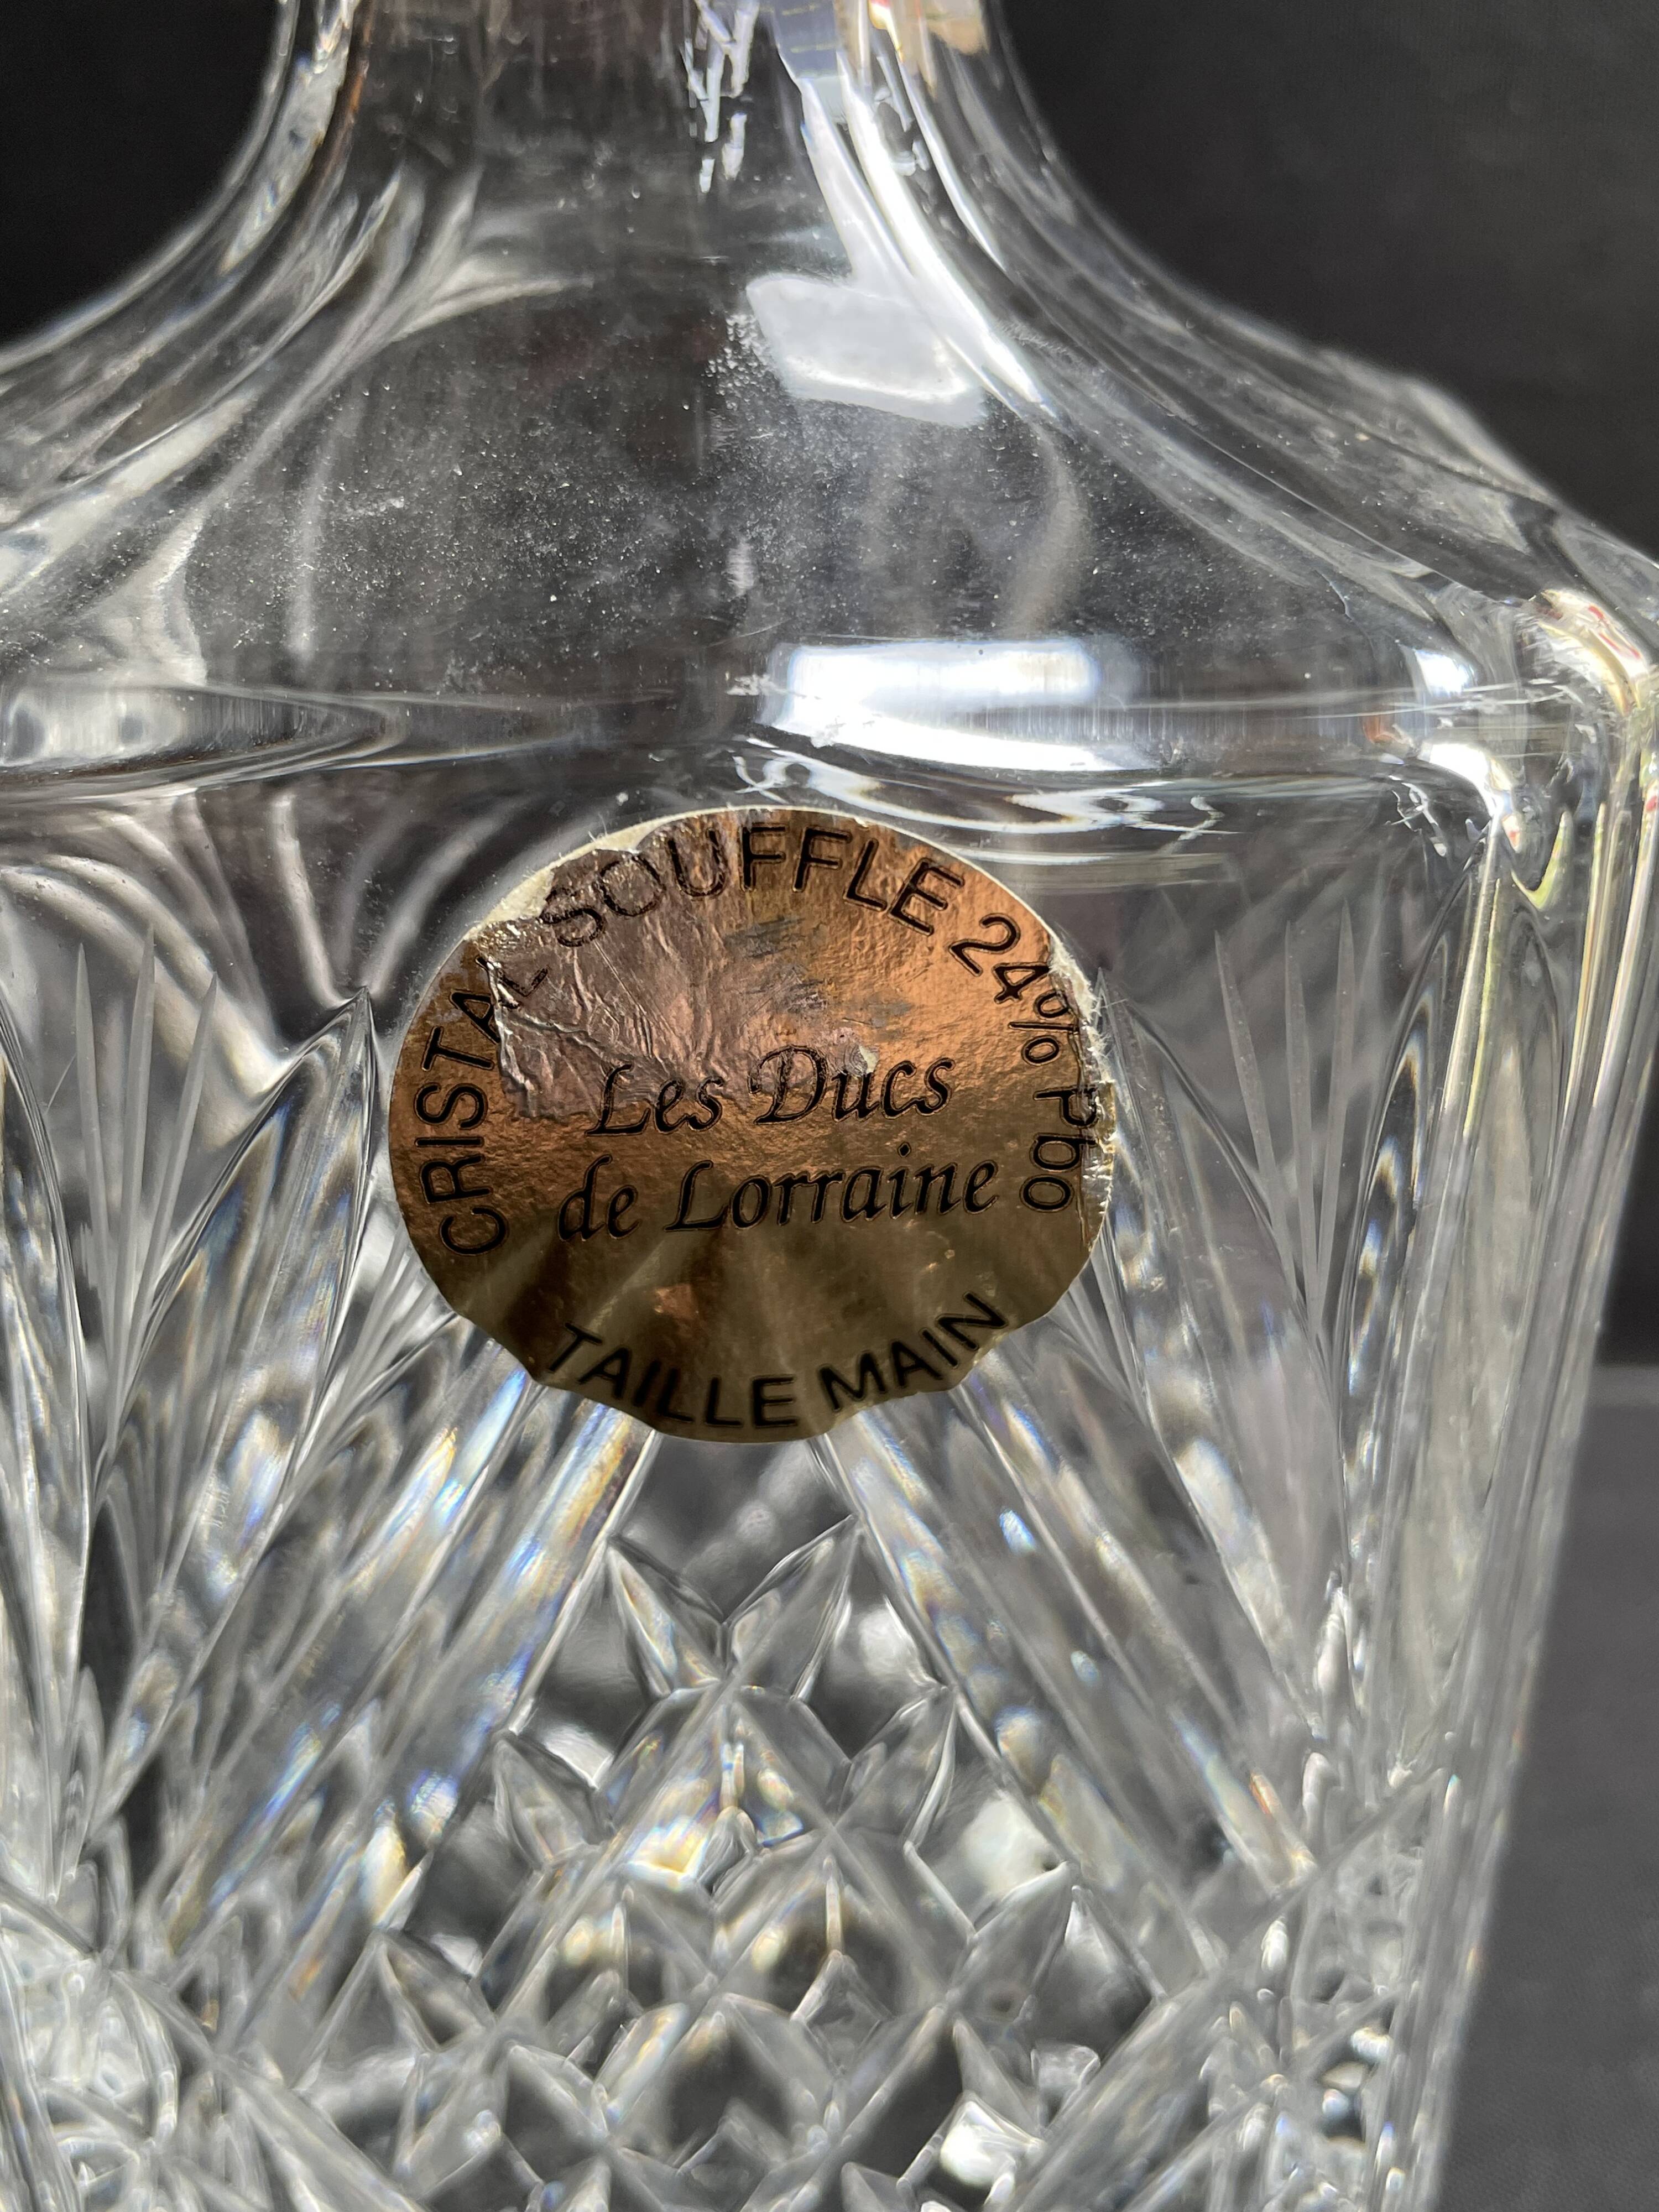 CRISTAL SOUFFLE 24% Pbo
Les Ducs
de Lorraine
TAILLE MAIN